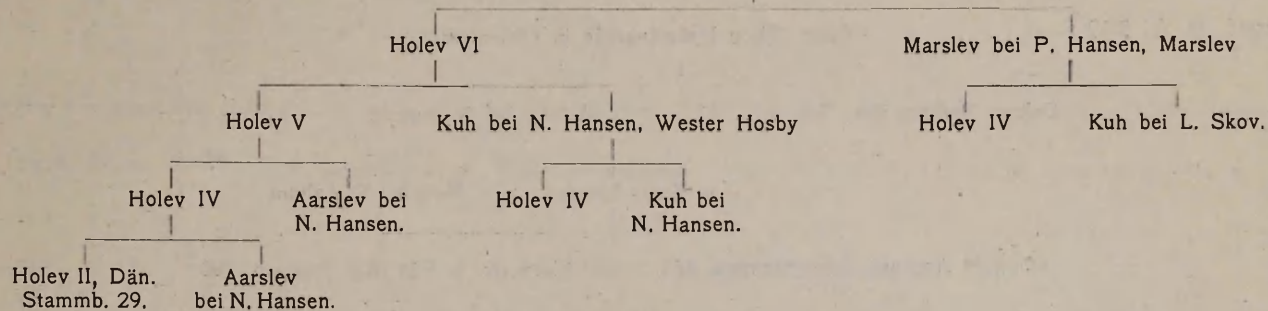 Holev VI Marslev bei P. Hansen, Marslev
Holev V Kuh bei N. Hansen, Wester Hosby Holev IV Kuh bei L. Skov.
Holev IV Aarslev bei Holev IV Kuh bei
N. Hansen. N. Hansen.
Holev II, Dän. Aarslev
Stammb. 29. bei N. Hansen.